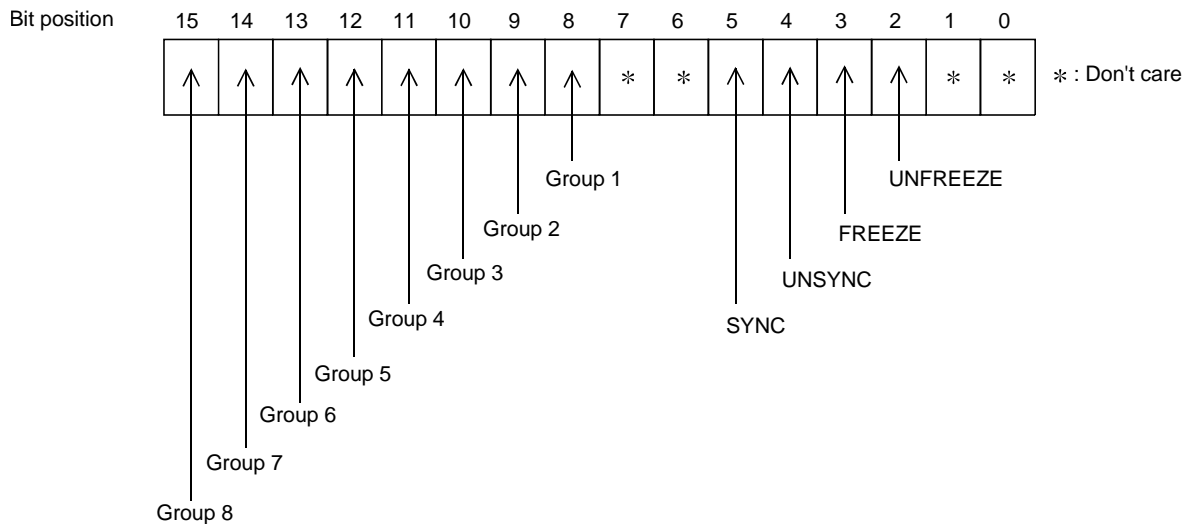 Bit position 15 14 13 12 11 10 9 8 7 6 5 4 3 2 1 0
* * * * * : Don't care
Group 1 UNFREEZE
Group 2 FREEZE
Group 3 UNSYNC
Group 4 SYNC
Group 5
Group 6
Group 7
Group 8